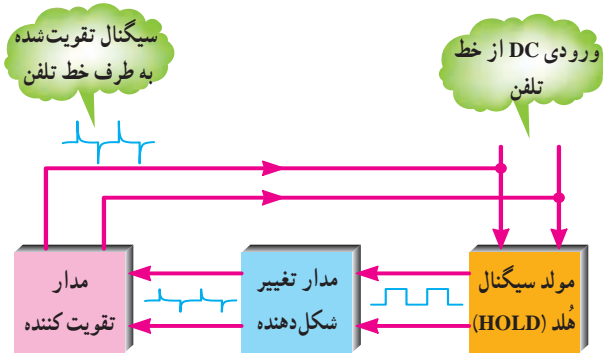 ورودی DC از خط
تلفن
سیگنال تقویت‌شده
به طرف خط تلفن
مولد سیگنال
هُلد (HOLD)
مدار تغییر
شکل‌دهنده
مدار
تقویت کننده